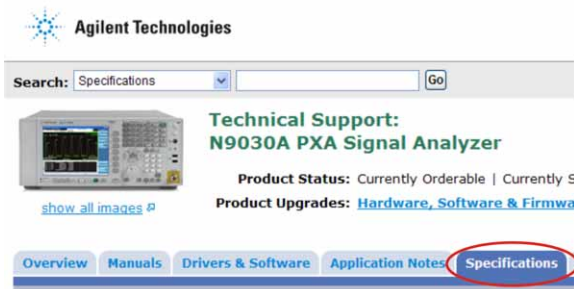 Agilent Technologies
Search: Specifications Go
Technical Support:
N9030A PXA Signal Analyzer
Product Status: Currently Orderable | Currently
show all images
Product Upgrades: Hardware, Software &
Overview Manuals Drivers & Software Application Notes Specifications